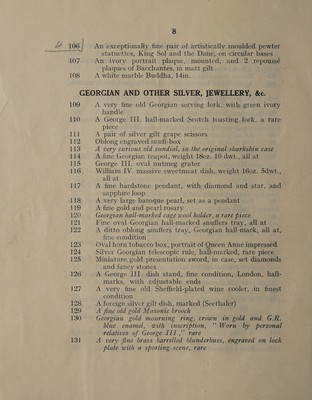 8
106 An exceptionally fine pair of artistically moulded pewter
statuettes, King Sol and the Dane, on circular bases
107 An ivory portrait plaque, mounted, and 2 repoussé
plaques of Bacchantes, in matt gilt
108 A white marble Buddha, 14in.
GEORGIAN AND OTHER SILVER, JEWELLERY, &c.
109 A very fine old Georgian serving fork, with green ivory
handle
110 A George III. hall-marked Scotch toasting fork, a rare
piece
111 A pair of silver gilt grape scissors
112 Oblong engraved snuff-box
113 A very curious old sundial, in the original sharkskin case
114 A fine Georgian teapot, weight 18oz. 10 dwt., all at
115 George III. oval nutmeg grater
116 William IV. massive sweetmeat dish, weight 16oz. 5dwt.,
all at
117 A fine hardstone pendant, with diamond and star, and
sapphire loop
118 A very large baroque pearl, set as a pendant
119 A fine gold and pearl rosary
120 Georgian hall-marked cage wool holder, a rare piece
121 Fine oval Georgian hall-marked snuffers tray, all at
122 A ditto oblong snuffers tray, Georgian hall-mark, all at,
fine condition
123 Oval horn tobacco box, portrait of Queen Anne impressed
124 Silver Georgian telescopic rule, hall-marked, rare piece
125 Miniature gold presentation sword, in case, set diamonds
and fancy stones
126 A George III. dish stand, fine condition, London, hall-
marks, with adjustable ends
127 A very fine old Sheffield-plated wine cooler, in finest
condition
128 A foreign silver gilt dish, marked (Seethaler)
129 A fine old gold Masonic brooch
130 Georgian gold mourning ring, crown in gold and G.R.
blue enamel, with inscription, "Worn by personal
relatives of George III.," rare
131 A very fine brass barrelled blunderbuss, engraved on lock
plate with a sporting scene, rare